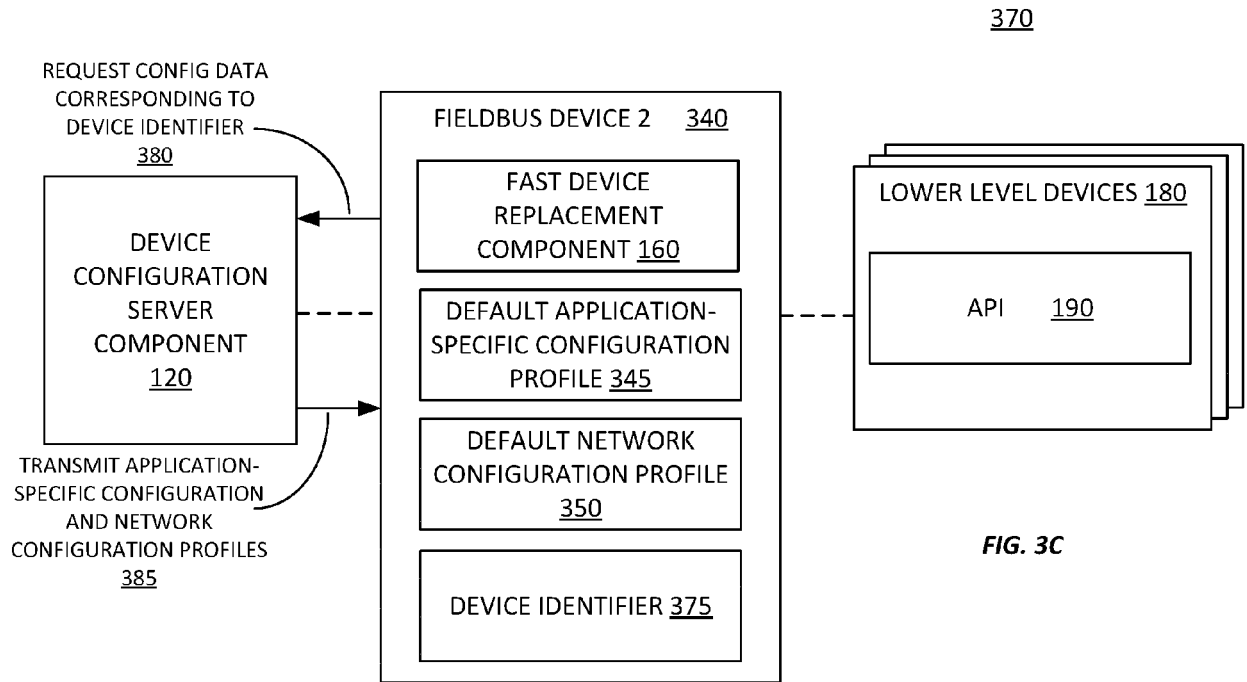 370
REQUEST CONFIG DATA
CORRESPONDING TO
DEVICE IDENTIFIER
380
DEVICE
CONFIGURATION
SERVER
COMPONENT
120
TRANSMIT APPLICATION-
SPECIFIC CONFIGURATION
AND NETWORK
CONFIGURATION PROFILES
385
FIELDBUS DEVICE 2 340
FAST DEVICE
REPLACEMENT
COMPONENT 160
DEFAULT APPLICATION-
SPECIFIC CONFIGURATION
PROFILE 345
DEFAULT NETWORK
CONFIGURATION PROFILE
350
DEVICE IDENTIFIER 375
LOWER LEVEL DEVICES 180
API 190
FIG. 3C